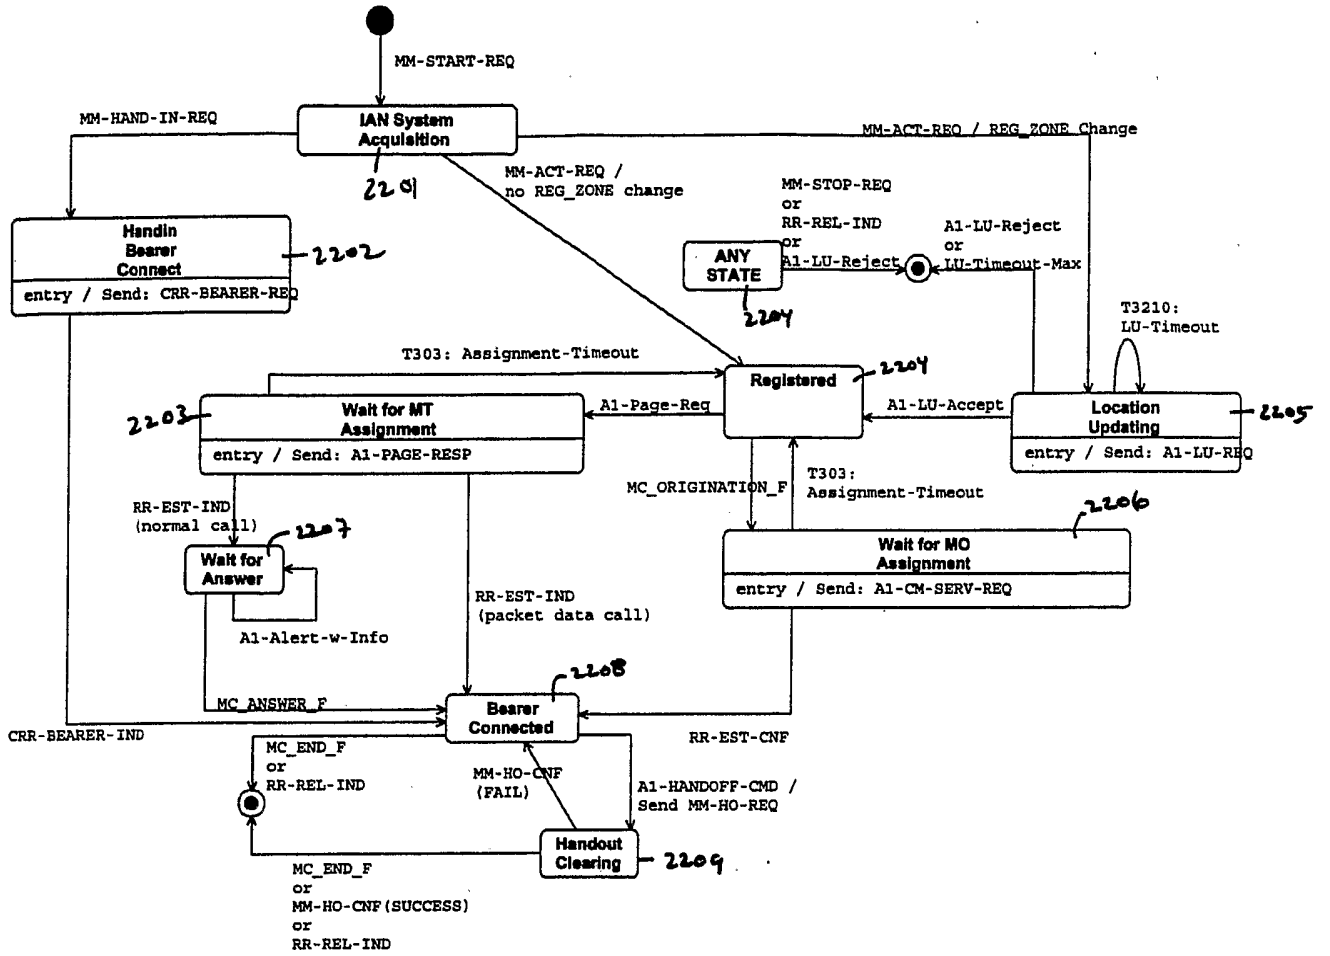 MM-START-REQ
MM-HAND-IN-REQ
IAN System
Acquisition
2201
MM-ACT-REQ / REG_ZONE Change
MM-ACT-REQ /
no REG_ZONE change
MM-STOP-REQ
or
RR-REL-IND
or
A1-LU-Reject
A1-LU-Reject
or
LU-Timeout-Max
Handin
Bearer
Connect
entry / Send: CRR-BEARER-REQ
2202
ANY
STATE
2204
T3210:
LU-Timeout
T303: Assignment-Timeout
Registered
2204
2203
Wait for MT
Assignment
entry / Send: A1-PAGE-RESP
A1-Page-Req
A1-LU-Accept
Location
Updating
entry / Send: A1-LU-REQ
2205
MC_ORIGINATION_F
T303:
Assignment-Timeout
2206
RR-EST-IND
(normal call)
2207
Wait for
Answer
Wait for MO
Assignment
entry / Send: A1-CM-SERV-REQ
RR-EST-IND
(packet data call)
A1-Alert-w-Info
2208
MC_ANSWER_F
Bearer
Connected
CRR-BEARER-IND
RR-EST-CNF
MC_END_F
or
RR-REL-IND
MM-HO-CNF
(FAIL)
A1-HANDOFF-CMD /
Send MM-HO-REQ
Handout
Clearing
2209
MC_END_F
or
MM-HO-CNF(SUCCESS)
or
RR-REL-IND